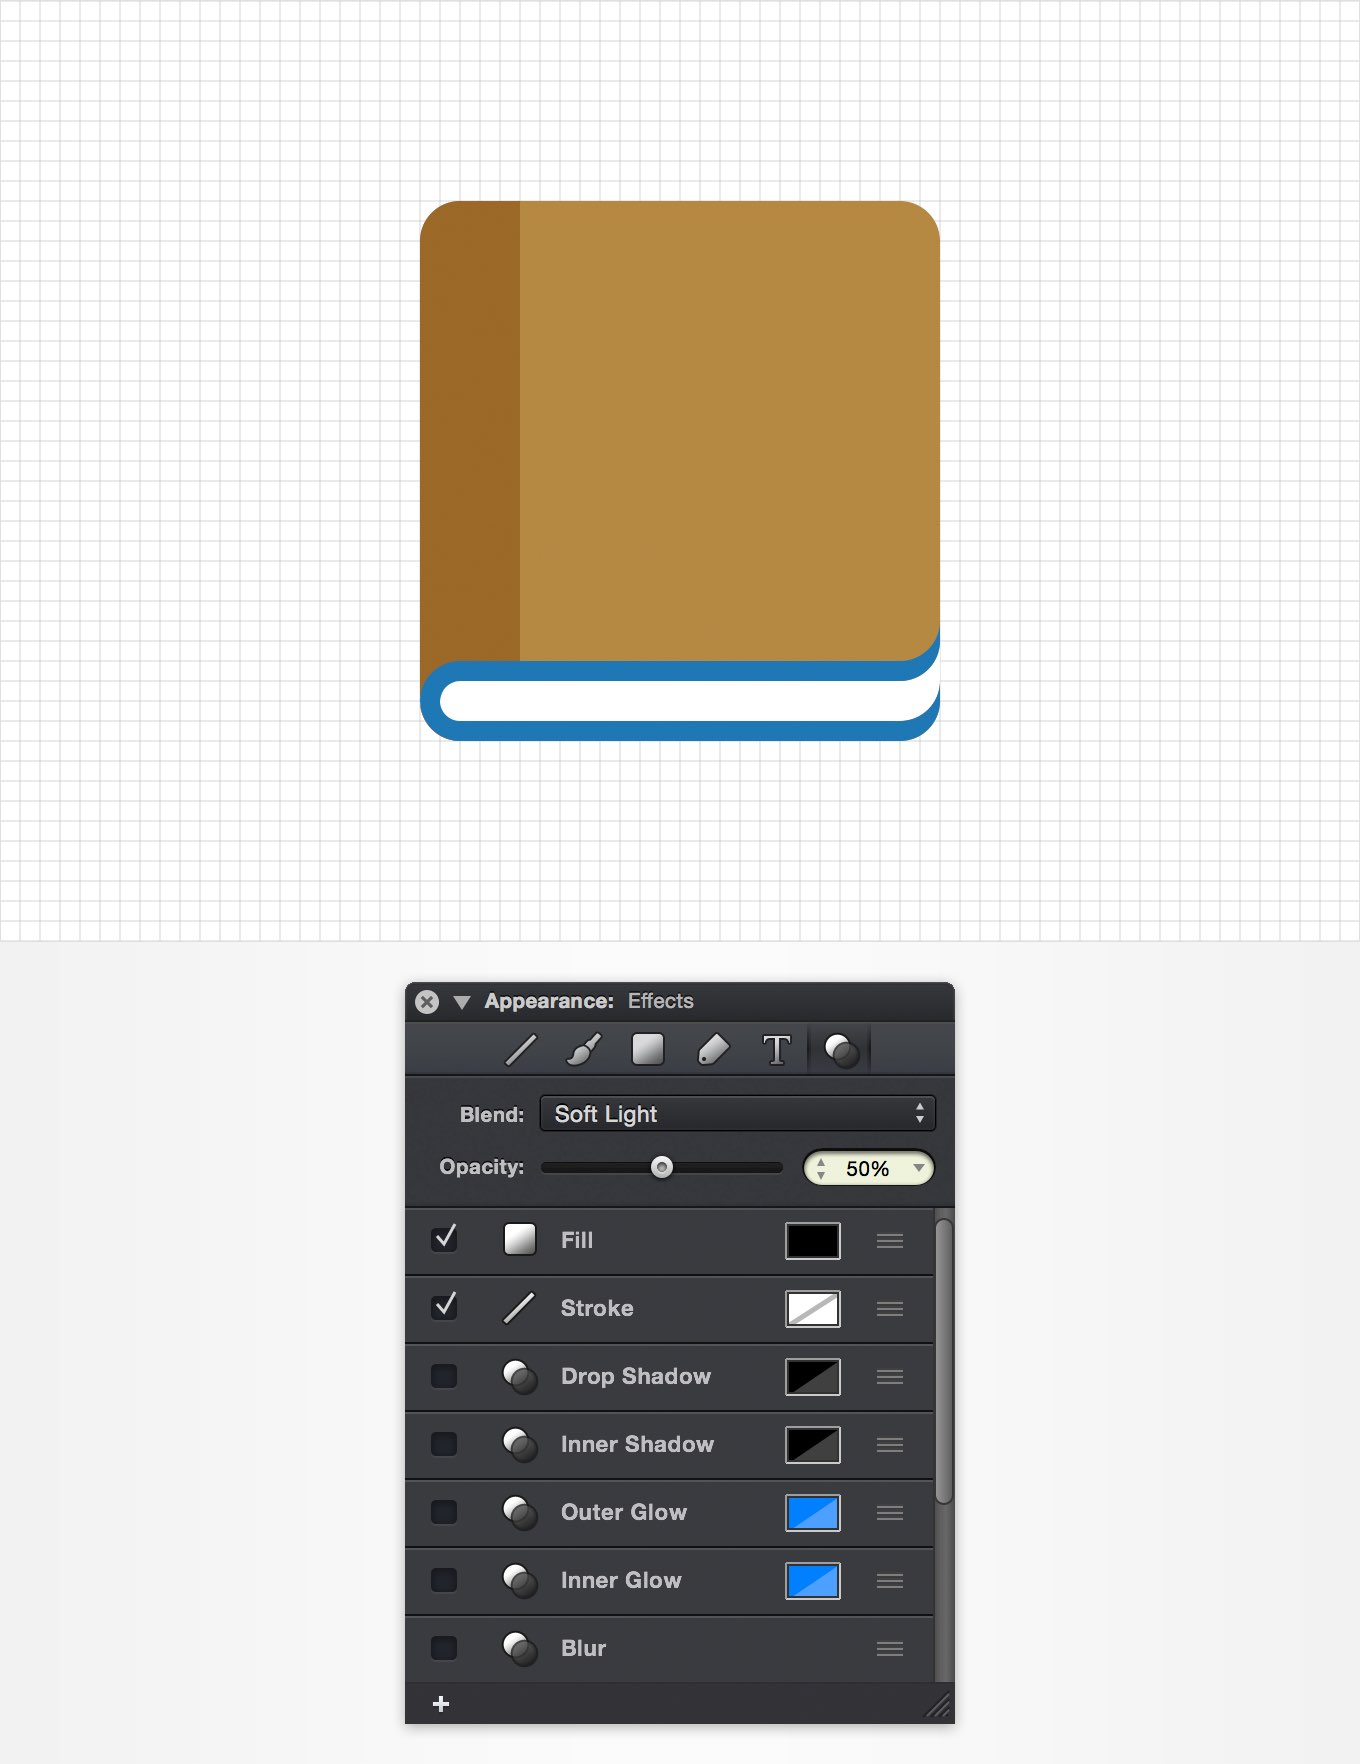 Appearance: Effects
T
Blend: Soft Light
Opacity: 50%
Fill
Stroke
Drop Shadow
Inner Shadow
Outer Glow
Inner Glow
Blur